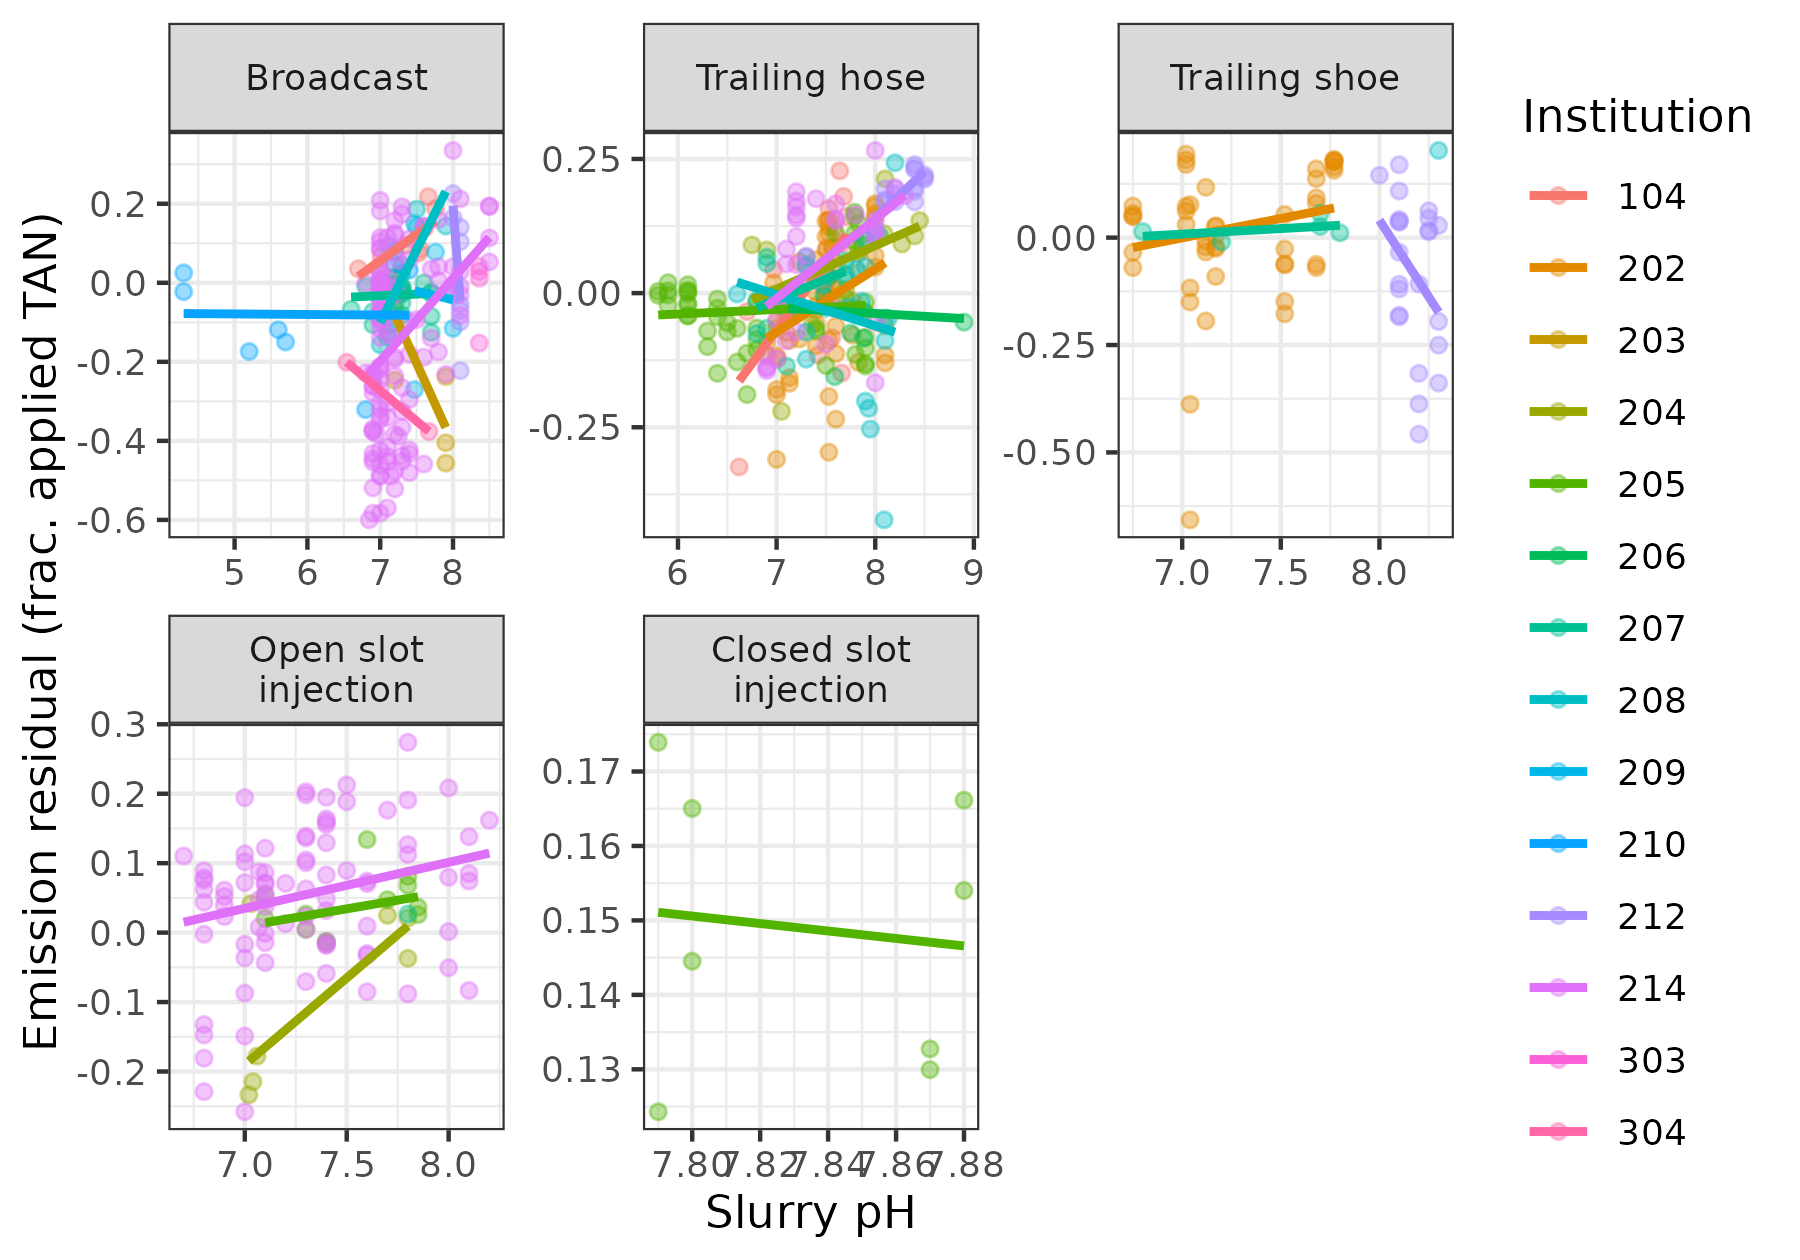 Broadcast
Trailing hose
Trailing shoe
Institution
104
202
203
204
205
206
207
208
209
210
212
214
303
304
Emission residual (frac. applied TAN)
0.2
0.0
-0.2
-0.4
-0.6
5 6 7 8
0.25
0.00
-0.25
6 7 8 9
0.00
-0.25
-0.50
7.0 7.5 8.0
Open slot
injection
0.3
0.2
0.1
0.0
-0.1
-0.2
7.0 7.5 8.0
Closed slot
injection
0.17
0.16
0.15
0.14
0.13
7.80 7.82 7.84 7.86 7.88
Slurry pH